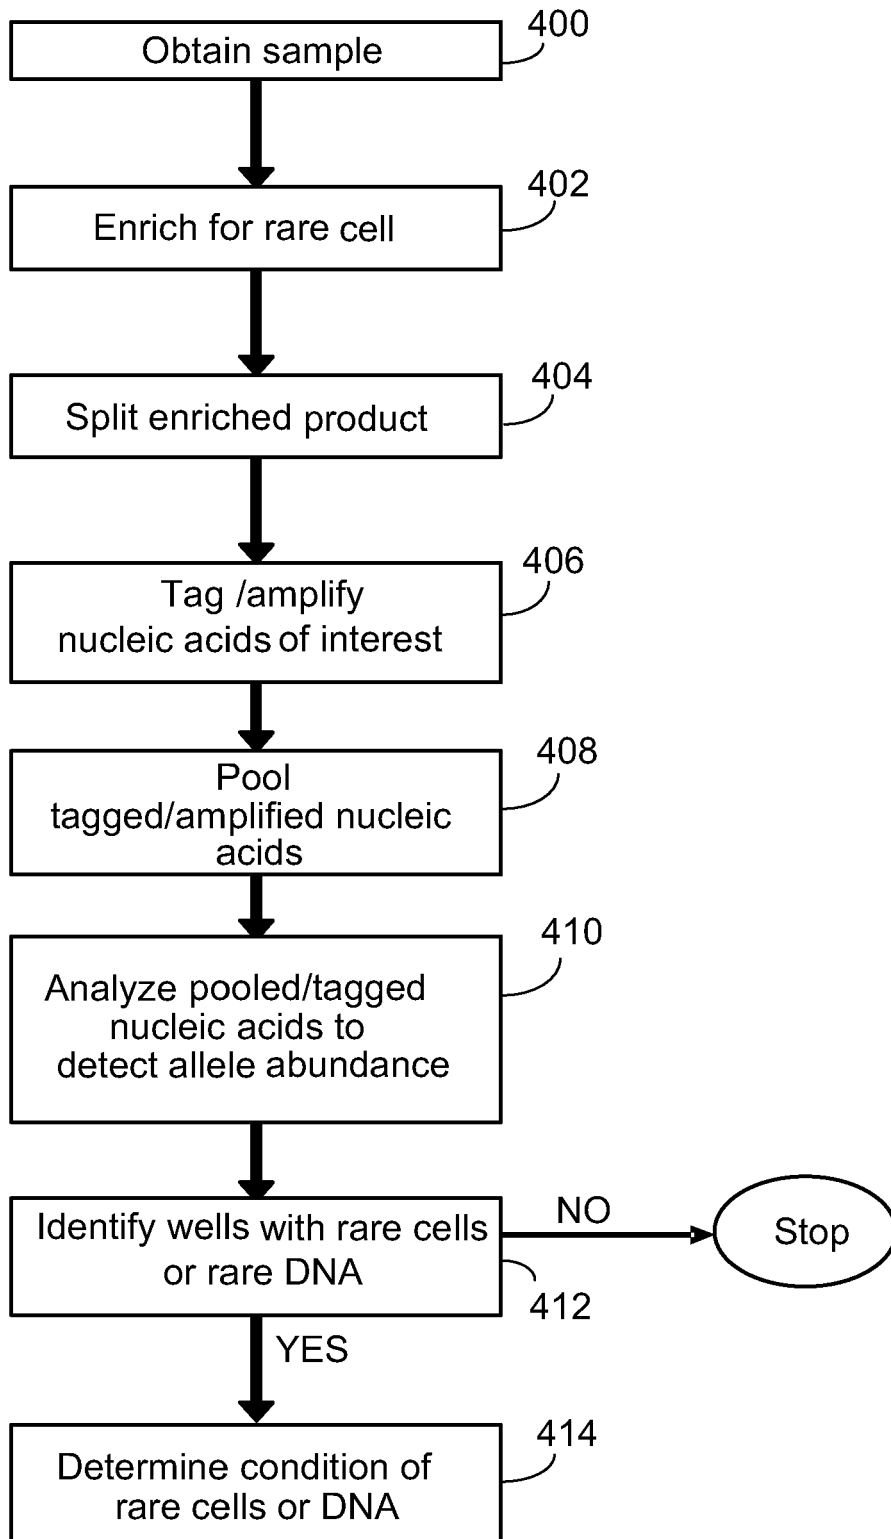 400
Obtain sample
402
Enrich for rare cell
404
Split enriched product
406
Tag /amplify
nucleic acids of interest
408
Pool
tagged/amplified nucleic
acids
410
Analyze pooled/tagged
nucleic acids to
detect allele abundance
Identify wells with rare cells
or rare DNA
NO
Stop
412
YES
414
Determine condition of
rare cells or DNA